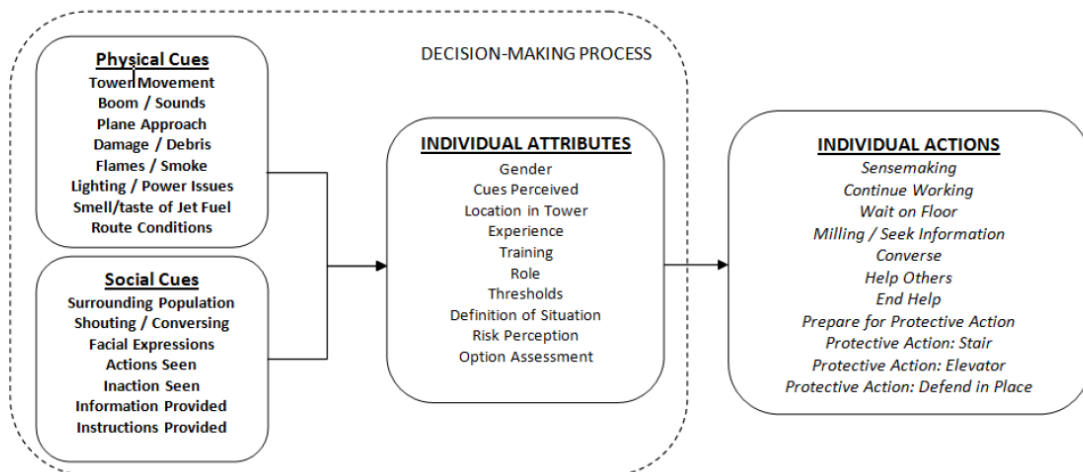 DECISION-MAKING PROCESS
Physical Cues
Tower Movement
Boom / Sounds
Plane Approach
Damage / Debris
Flames / Smoke
Lighting / Power Issues
Smell/taste of Jet Fuel
Route Conditions
Social Cues
Surrounding Population
Shouting / Conversing
Facial Expressions
Actions Seen
Inaction Seen
Information Provided
Instructions Provided
INDIVIDUAL ATTRIBUTES
Gender
Cues Perceived
Location in Tower
Experience
Training
Role
Thresholds
Definition of Situation
Risk Perception
Option Assessment
INDIVIDUAL ACTIONS
Sensemaking
Continue Working
Wait on Floor
Milling / Seek Information
Converse
Help Others
End Help
Prepare for Protective Action
Protective Action: Stair
Protective Action: Elevator
Protective Action: Defend in Place